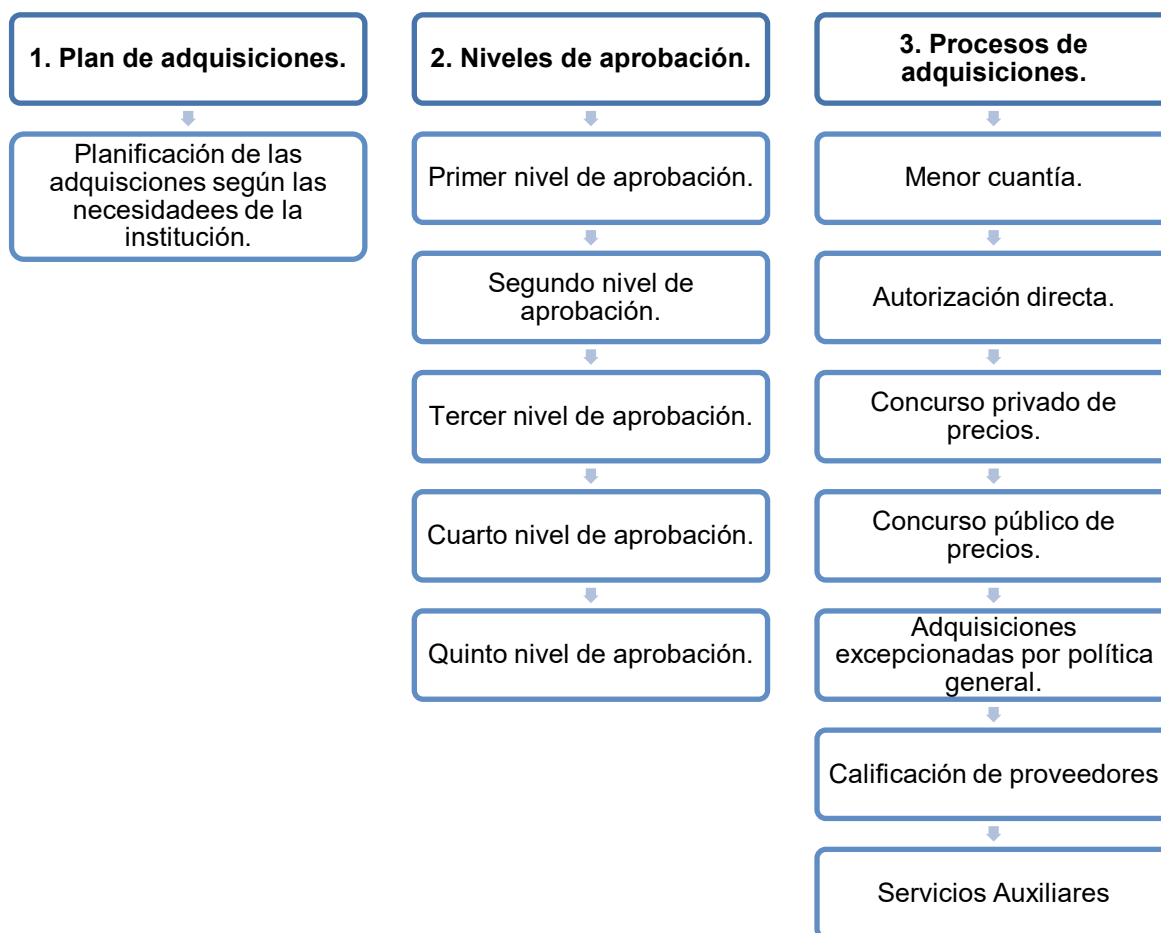 1. Plan de adquisiciones.
Planificación de las
adquisciones según las
necesidadees de la
institución.
2. Niveles de aprobación.
Primer nivel de aprobación.
Segundo nivel de
aprobación.
Tercer nivel de aprobación.
Cuarto nivel de aprobación.
Quinto nivel de aprobación.
3. Procesos de
adquisiciones.
Menor cuantía.
Autorización directa.
Concurso privado de
precios.
Concurso público de
precios.
Adquisiciones
excepcionadas por política
general.
Calificación de proveedores
Servicios Auxiliares